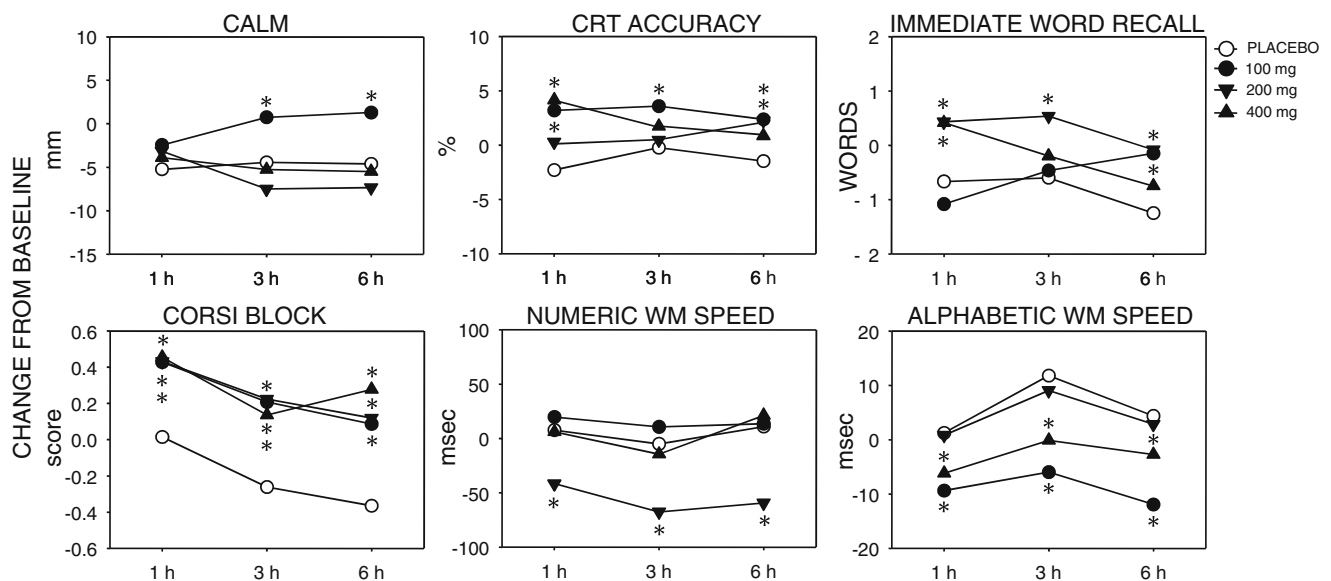 CALM
CRT ACCURACY
IMMEDIATE WORD RECALL
PLACEBO
100 mg
200 mg
400 mg
CHANGE FROM BASELINE
mm
10
5
0
-5
-10
-15
* *
1 h 3 h 6 h
%
10
5
0
-5
-10
* * * * *
1 h 3 h 6 h
WORDS
2
1
0
- 1
- 2
* * * * *
1 h 3 h 6 h
CORSI BLOCK
NUMERIC WM SPEED
ALPHABETIC WM SPEED
score
0.6
0.4
0.2
0.0
-0.2
-0.4
-0.6
* * * * * * * * *
1 h 3 h 6 h
msec
100
50
0
-50
-100
* * *
1 h 3 h 6 h
msec
20
10
0
-10
-20
* * * * * *
1 h 3 h 6 h